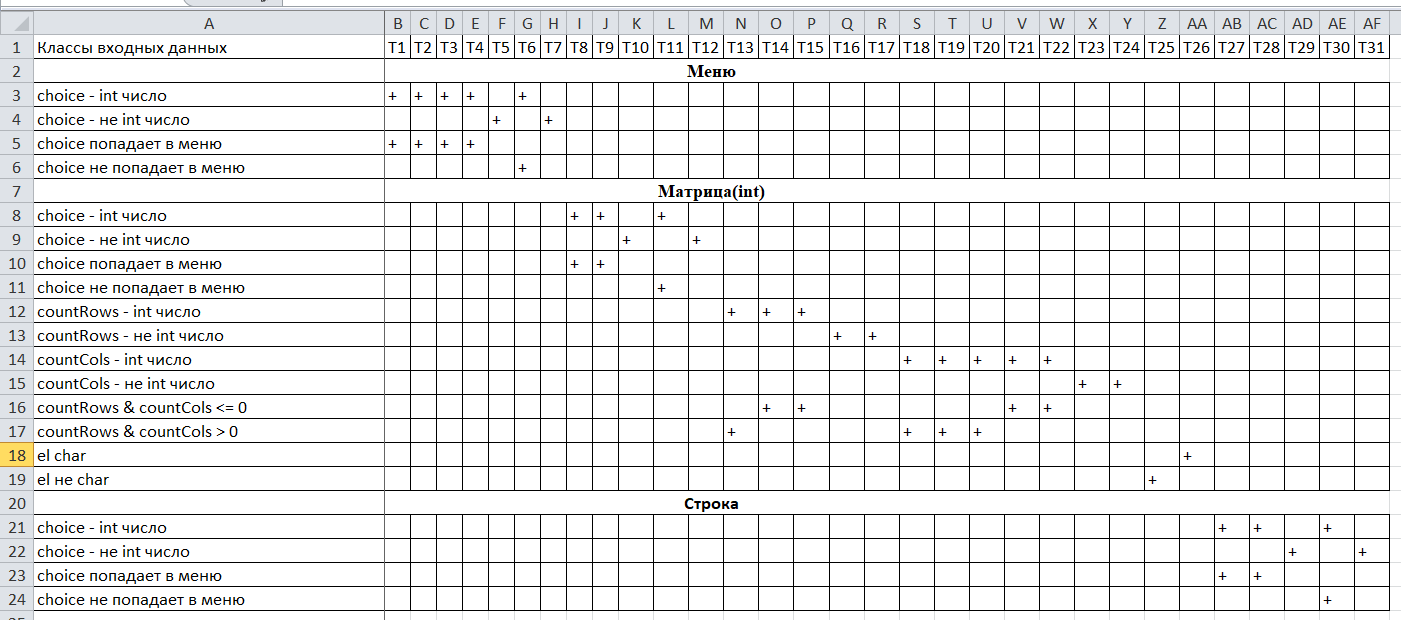 A B C D E F G H I J K L M N O P Q R S T U V W X Y Z AA AB AC AD AE AF
1 Классы входных данных T1 T2 T3 T4 T5 T6 T7 T8 T9 T10 T11 T12 T13 T14 T15 T16 T17 T18 T19 T20 T21 T22 T23 T24 T25 T26 T27 T28 T29 T30 T31
2 Меню
3 choice - int число + + + + +
4 choice - не int число + +
5 choice попадает в меню + + + +
6 choice не попадает в меню +
7 Матрица(int)
8 choice - int число + + +
9 choice - не int число + +
10 choice попадает в меню + +
11 choice не попадает в меню +
12 countRows - int число + + +
13 countRows - не int число + +
14 countCols - int число + + + + +
15 countCols - не int число + +
16 countRows & countCols <= 0 + + + +
17 countRows & countCols > 0 + + + +
18 el char +
19 el не char +
20 Строка
21 choice - int число + + +
22 choice - не int число + +
23 choice попадает в меню + +
24 choice не попадает в меню +